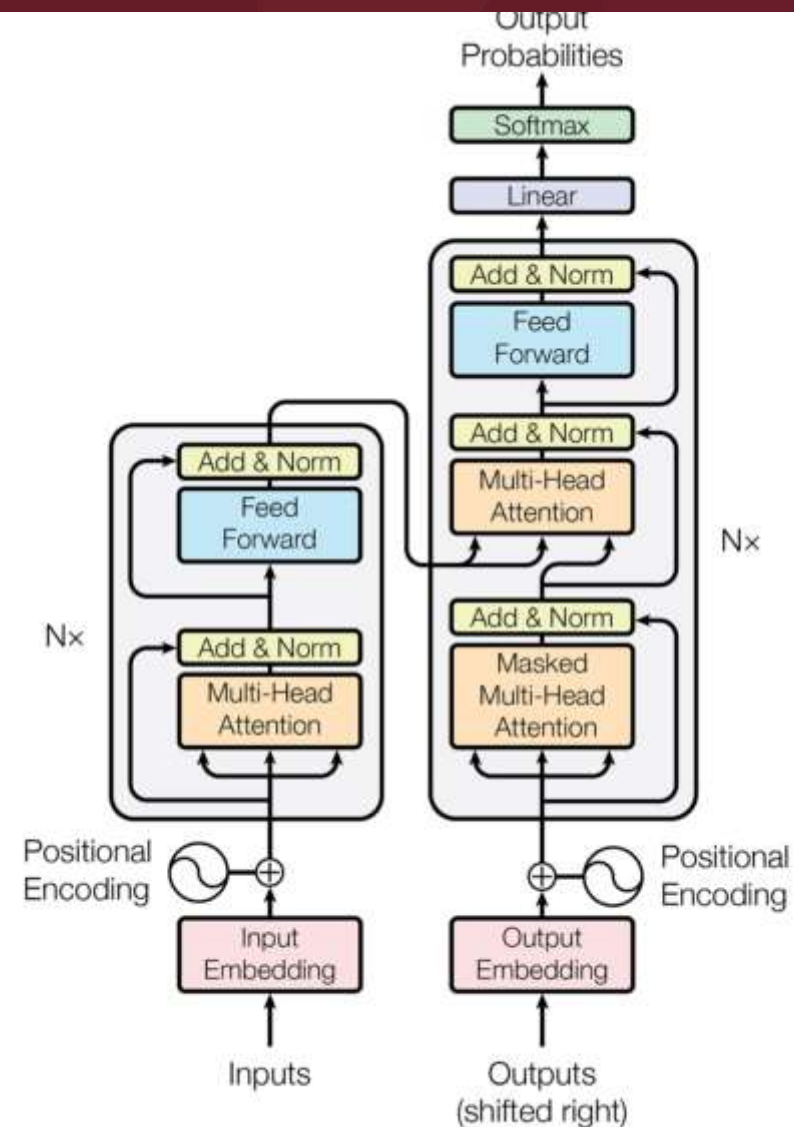 Output
Probabilities
Softmax
Linear
Add & Norm
Feed
Forward
Add & Norm
Multi-Head
Attention
Add & Norm
Masked
Multi-Head
Attention
Nx
Add & Norm
Feed
Forward
Add & Norm
Multi-Head
Attention
Nx
Positional
Encoding
Positional
Encoding
Input
Embedding
Output
Embedding
Inputs
Outputs
(shifted right)